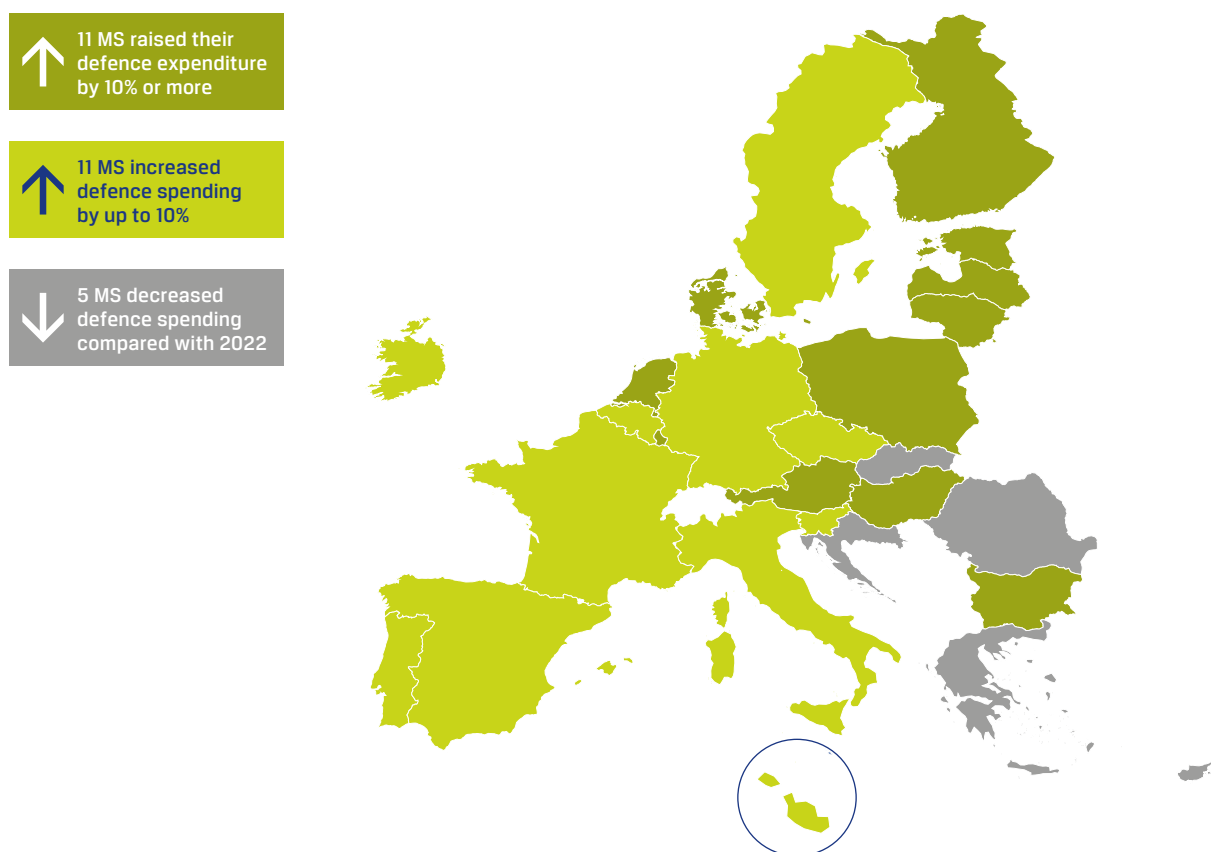 11 MS raised their
defence expenditure
by 10% or more
11 MS increased
defence spending
by up to 10%
5 MS decreased
defence spending
compared with 2022